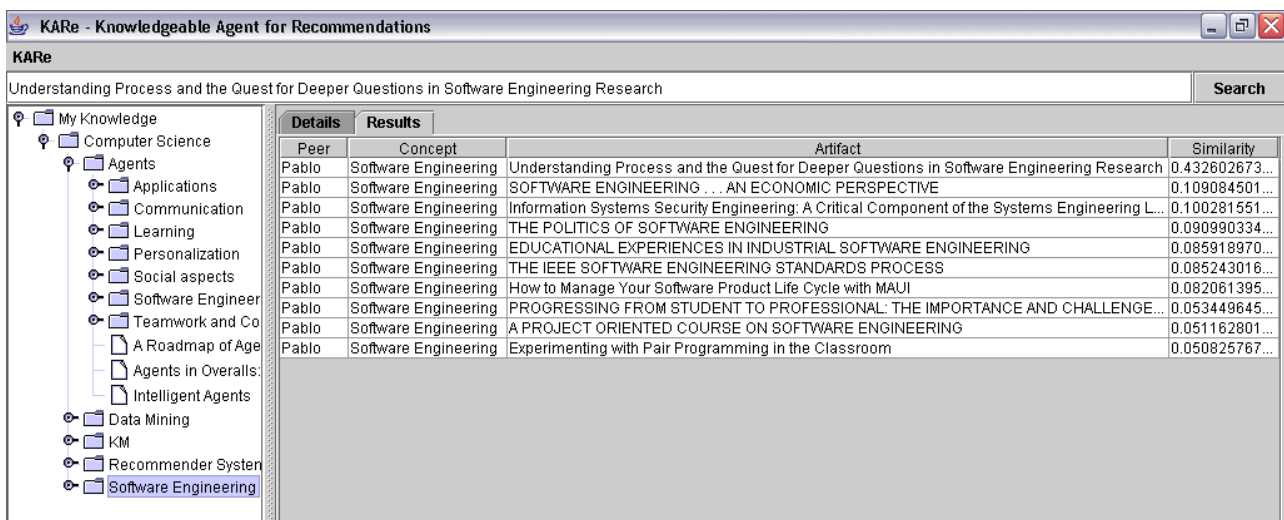 KARe - Knowledgeable Agent for Recommendations
KARe
Understanding Process and the Quest for Deeper Questions in Software Engineering Research Search
My Knowledge
Computer Science
Agents
Applications
Communication
Learning
Personalization
Social aspects
Software Engineer
Teamwork and Co
A Roadmap of Age
Agents in Overalls:
Intelligent Agents
Data Mining
KM
Recommender System
Software Engineering
Details Results
Peer Concept Artifact Similarity
Pablo Software Engineering Understanding Process and the Quest for Deeper Questions in Software Engineering Research 0.432602673...
Pablo Software Engineering SOFTWARE ENGINEERING . . . AN ECONOMIC PERSPECTIVE 0.109084501...
Pablo Software Engineering Information Systems Security Engineering: A Critical Component of the Systems Engineering L... 0.100281551...
Pablo Software Engineering THE POLITICS OF SOFTWARE ENGINEERING 0.090990334...
Pablo Software Engineering EDUCATIONAL EXPERIENCES IN INDUSTRIAL SOFTWARE ENGINEERING 0.085918970...
Pablo Software Engineering THE IEEE SOFTWARE ENGINEERING STANDARDS PROCESS 0.085243016...
Pablo Software Engineering How to Manage Your Software Product Life Cycle with MAUI 0.082061395...
Pablo Software Engineering PROGRESSING FROM STUDENT TO PROFESSIONAL: THE IMPORTANCE AND CHALLENGE... 0.053449645...
Pablo Software Engineering A PROJECT ORIENTED COURSE ON SOFTWARE ENGINEERING 0.051162801...
Pablo Software Engineering Experimenting with Pair Programming in the Classroom 0.050825767...